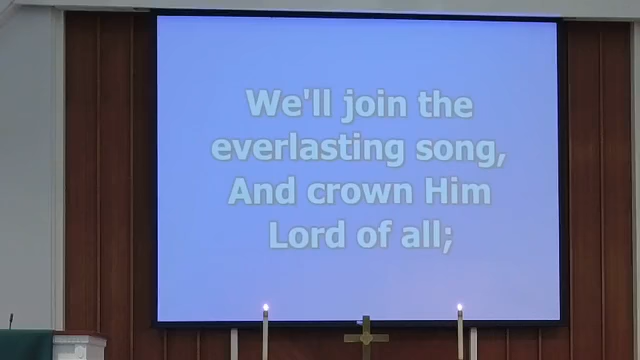 We'll join the
everlasting song,
And crown Him
Lord of all;